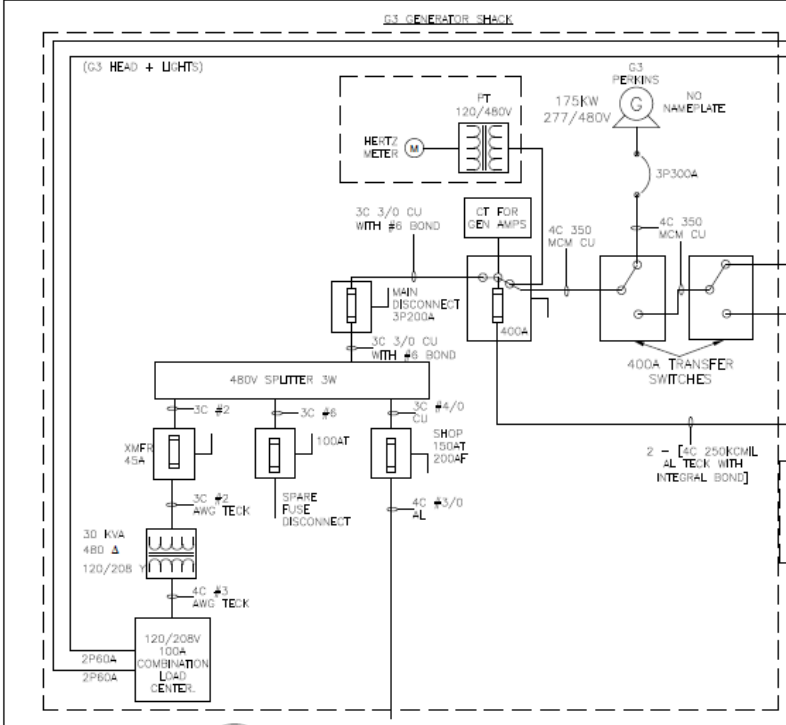 G3 GENERATOR SHACK
(G3 HEAD + LIGHTS)
G3
PERKINS
G
175KW
277/480V
NO
NAMEPLATE
PT
120/480V
HERTZ
METER
M
3P300A
3C 3/0 CU
WITH #6 BOND
CT FOR
GEN AMPS
4C 350
MCM CU
4C 350
MCM CU
MAIN
DISCONNECT
3P200A
400A
3C 3/0 CU
WITH #6 BOND
400A TRANSFER
SWITCHES
480V SPLITTER 3W
3C #2
3C #6
3C #4/0
CU
XMFR
45A
100AT
SHOP
150AT
200AF
2 - [4C 250KCMIL
AL TECK WITH
INTEGRAL BOND]
3C #2
AWG TECK
SPARE
FUSE
DISCONNECT
4C #3/0
AL
30 KVA
480 Δ
120/208 Y
4C #3
AWG TECK
120/208V
100A
COMBINATION
LOAD
CENTER.
2P60A
2P60A